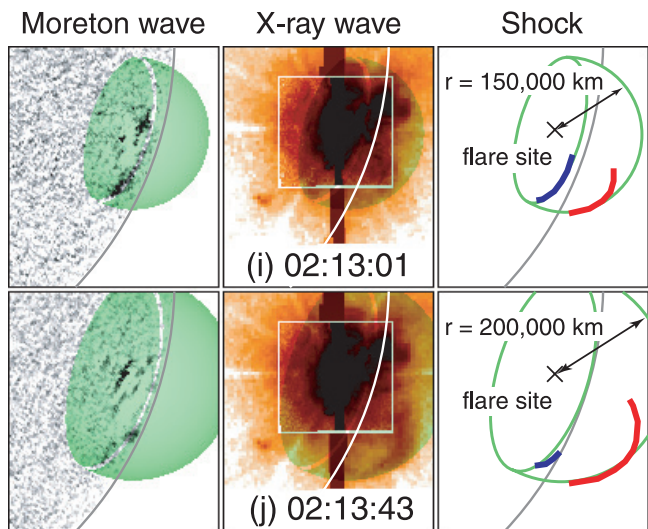 Moreton wave
X-ray wave
Shock
r = 150,000 km
flare site
(i) 02:13:01
r = 200,000 km
flare site
(j) 02:13:43